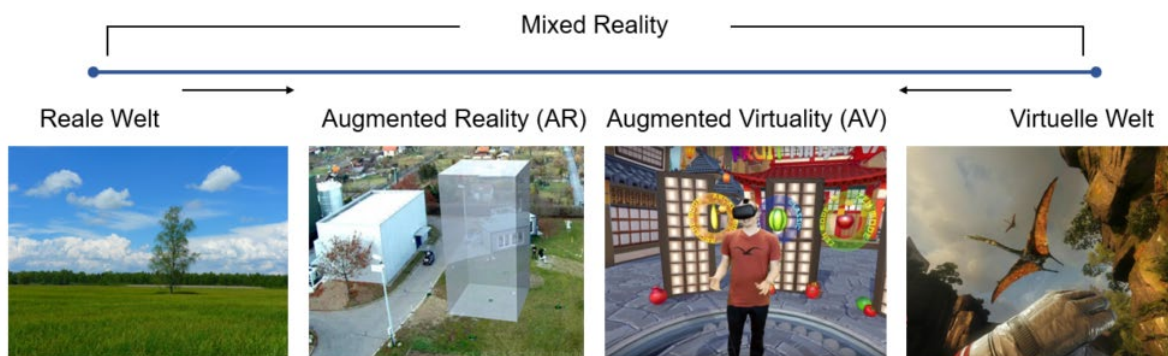 Mixed Reality
Reale Welt
Augmented Reality (AR)
Augmented Virtuality (AV)
Virtuelle Welt